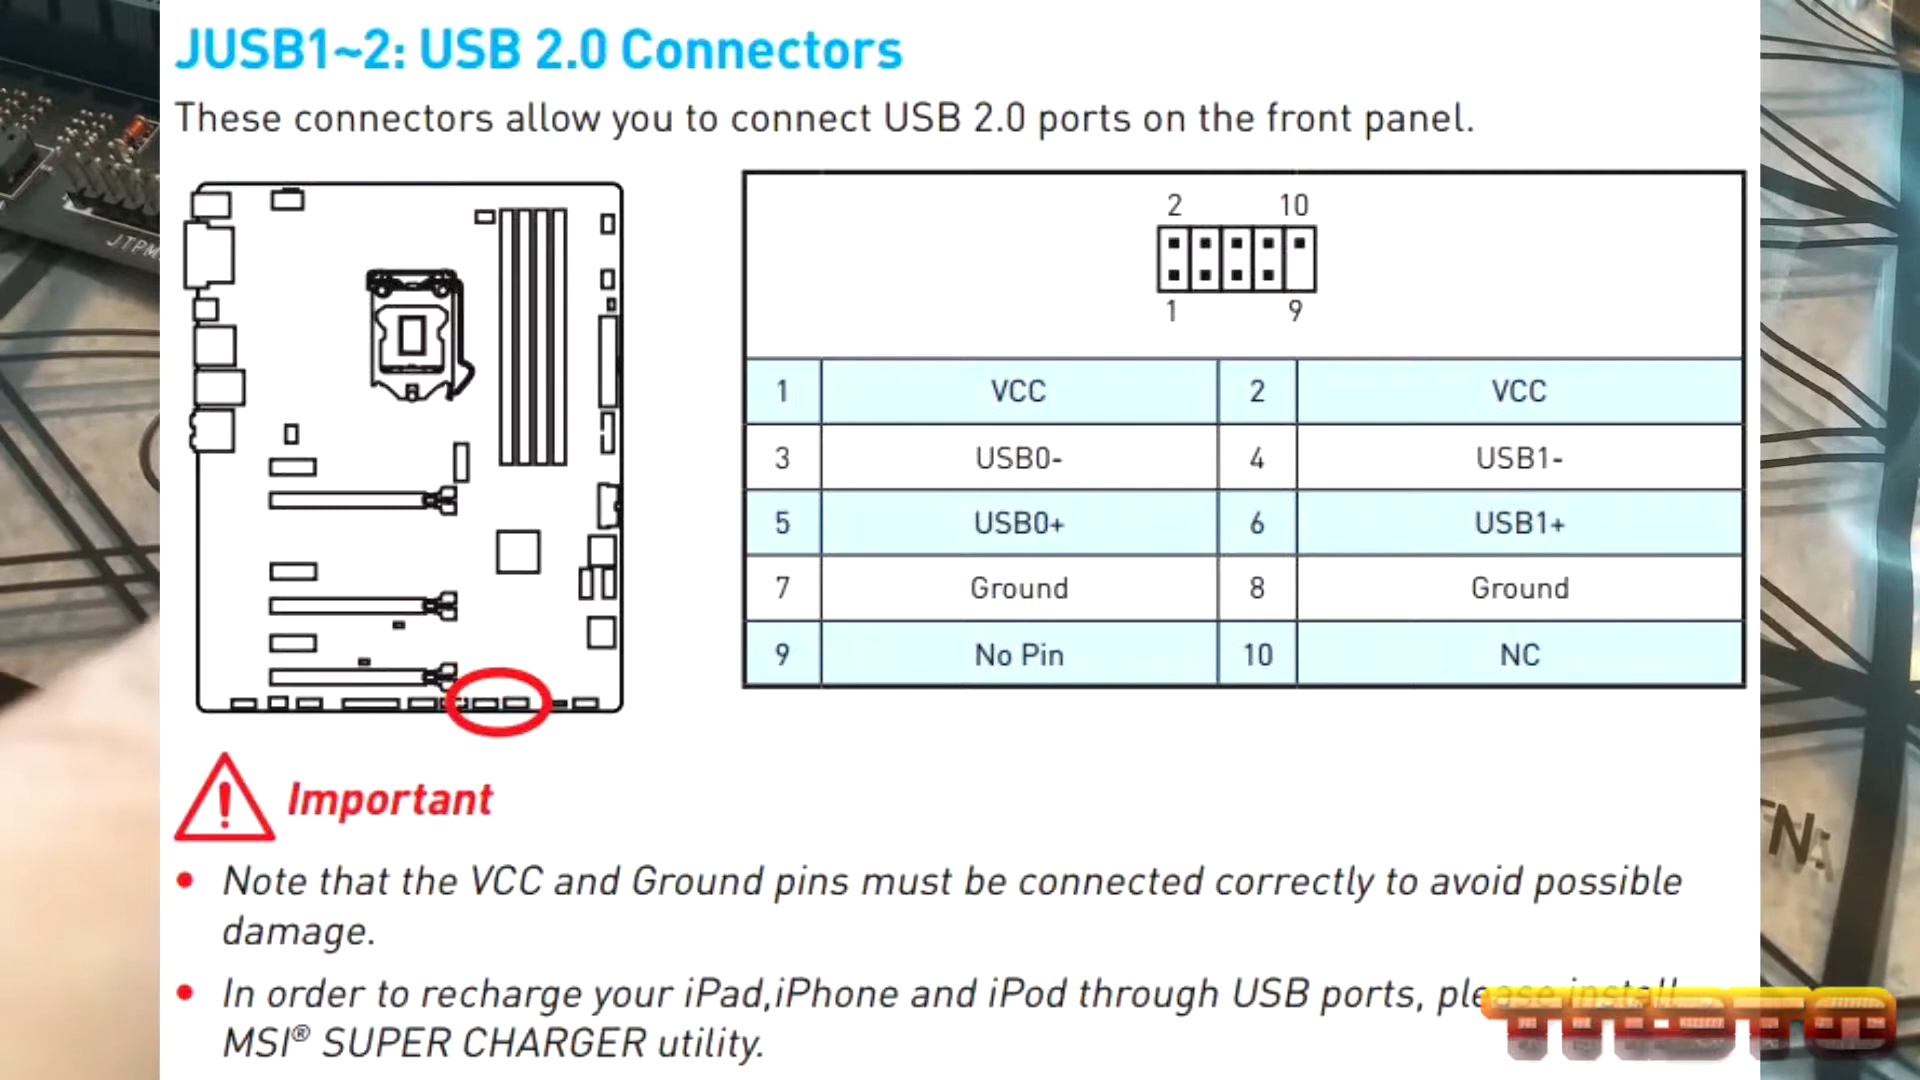 JUSB1~2: USB 2.0 Connectors
These connectors allow you to connect USB 2.0 ports on the front panel.
2 10
1 9
1 VCC 2 VCC
3 USB0- 4 USB1-
5 USB0+ 6 USB1+
7 Ground 8 Ground
9 No Pin 10 NC
Important
• Note that the VCC and Ground pins must be connected correctly to avoid possible
damage.
• In order to recharge your iPad,iPhone and iPod through USB ports, please install
MSI® SUPER CHARGER utility.
JTPM